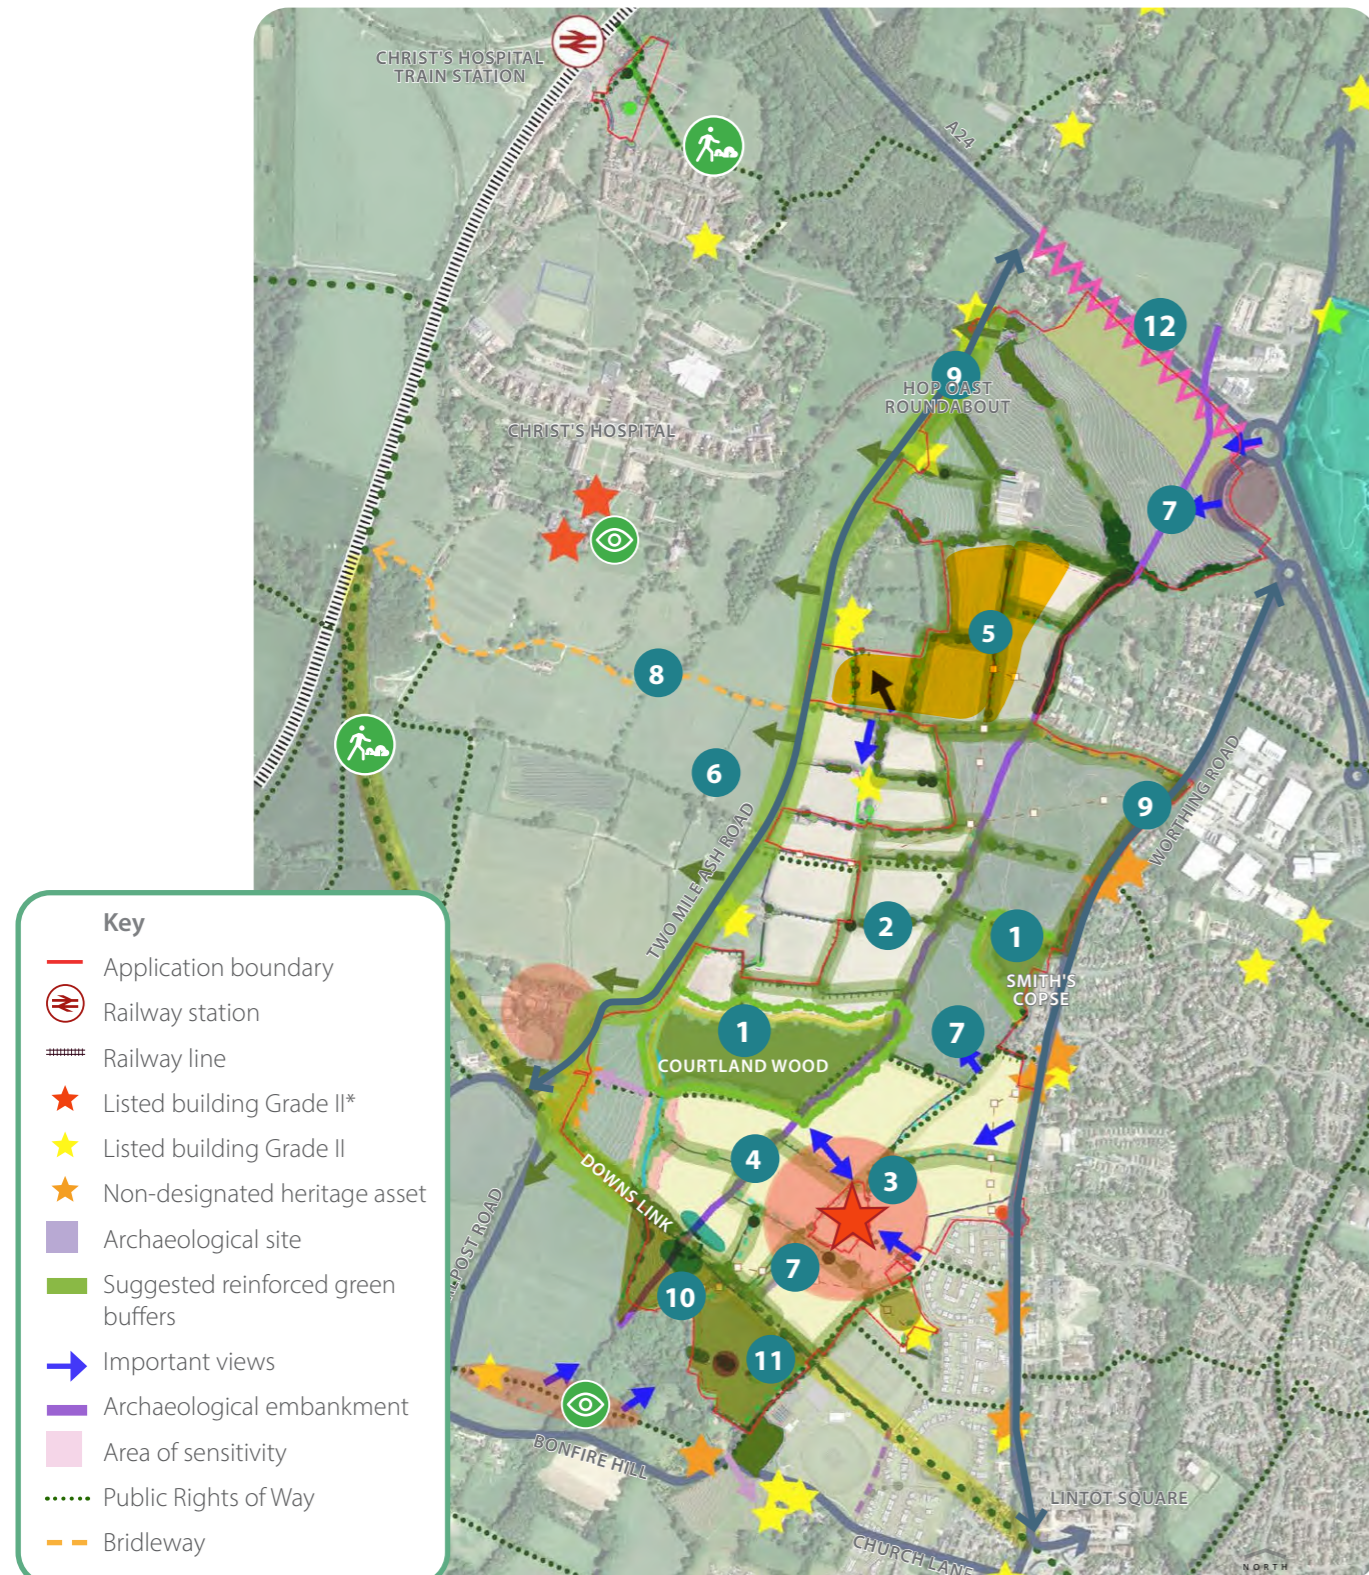 CHRIST'S HOSPITAL
TRAIN STATION
A24
12
9
HOP OAST
ROUNDABOUT
CHRIST'S HOSPITAL
7
5
8
6
9
WORTHING ROAD
TWO MILE ASH ROAD
2
1
SMITH'S
COPSE
1
7
COURTLAND WOOD
4
3
DOWNS LINK
7
10
11
BONFIRE HILL
LINTOT SQUARE
CHURCH LANE
NORTH
Key
Application boundary
Railway station
Railway line
Listed building Grade II*
Listed building Grade II
Non-designated heritage asset
Archaeological site
Suggested reinforced green
buffers
Important views
Archaeological embankment
Area of sensitivity
Public Rights of Way
Bridleway